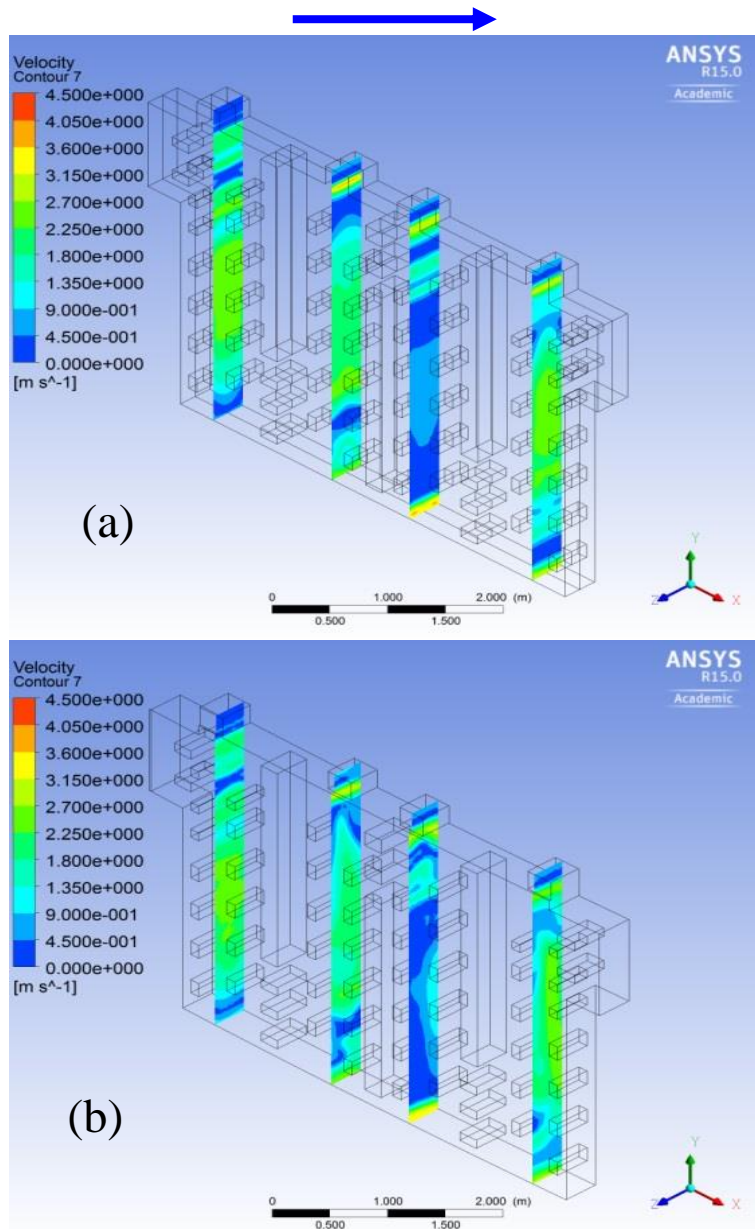 Velocity
Contour 7
4.500e+000
4.050e+000
3.600e+000
3.150e+000
2.700e+000
2.250e+000
1.800e+000
1.350e+000
9.000e-001
4.500e-001
0.000e+000
[m s^-1]
ANSYS
R15.0
Academic
(a)
0 1.000 2.000 (m)
0.500 1.500
Y
Z X
Velocity
Contour 7
4.500e+000
4.050e+000
3.600e+000
3.150e+000
2.700e+000
2.250e+000
1.800e+000
1.350e+000
9.000e-001
4.500e-001
0.000e+000
[m s^-1]
ANSYS
R15.0
Academic
(b)
0 1.000 2.000 (m)
0.500 1.500
Y
Z X